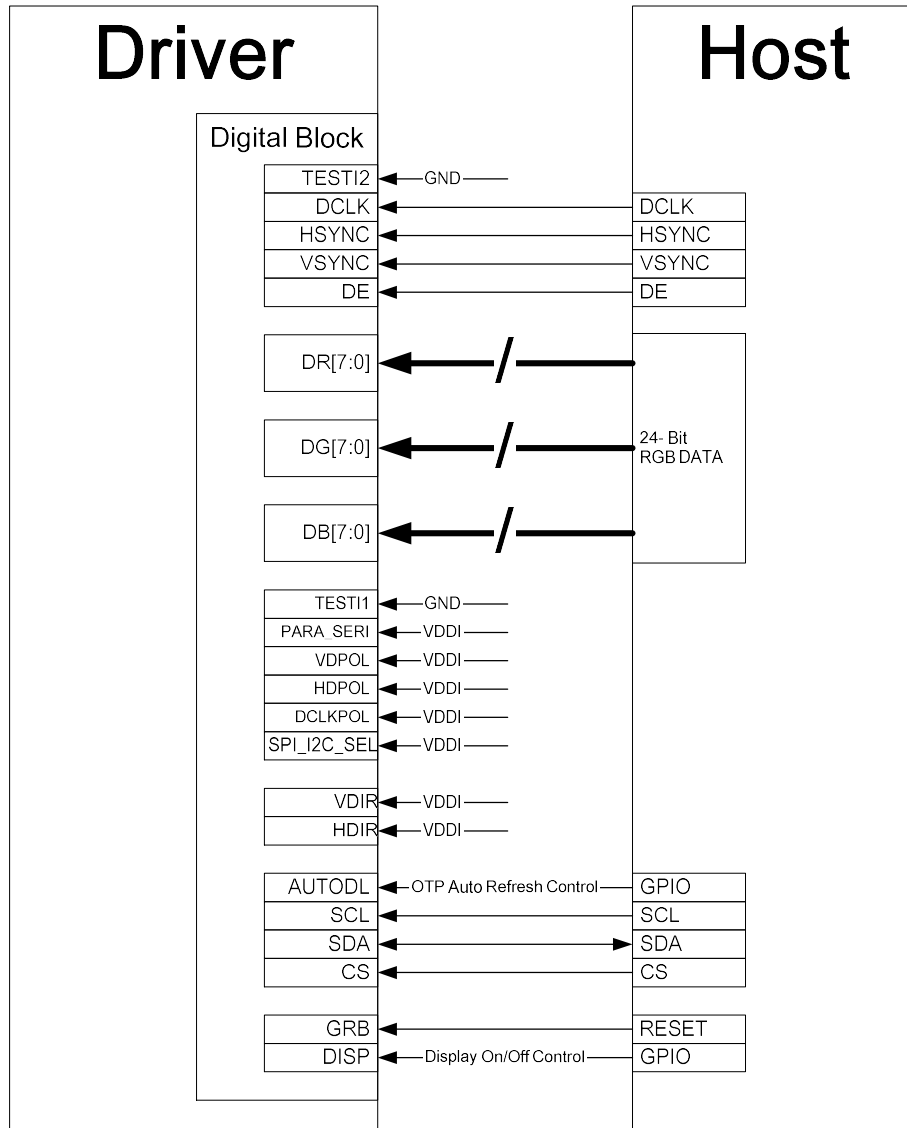 Driver
Host
Digital Block
TESTI2 GND
DCLK DCLK
HSYNC HSYNC
VSYNC VSYNC
DE DE
DR[7:0]
DG[7:0]
24- Bit
RGB DATA
DB[7:0]
TESTI1 GND
PARA_SERI VDDI
VDPOL VDDI
HDPOL VDDI
DCLKPOL VDDI
SPI_I2C_SEL VDDI
VDIR VDDI
HDIR VDDI
AUTODL OTP Auto Refresh Control GPIO
SCL SCL
SDA SDA
CS CS
GRB RESET
DISP Display On/Off Control GPIO